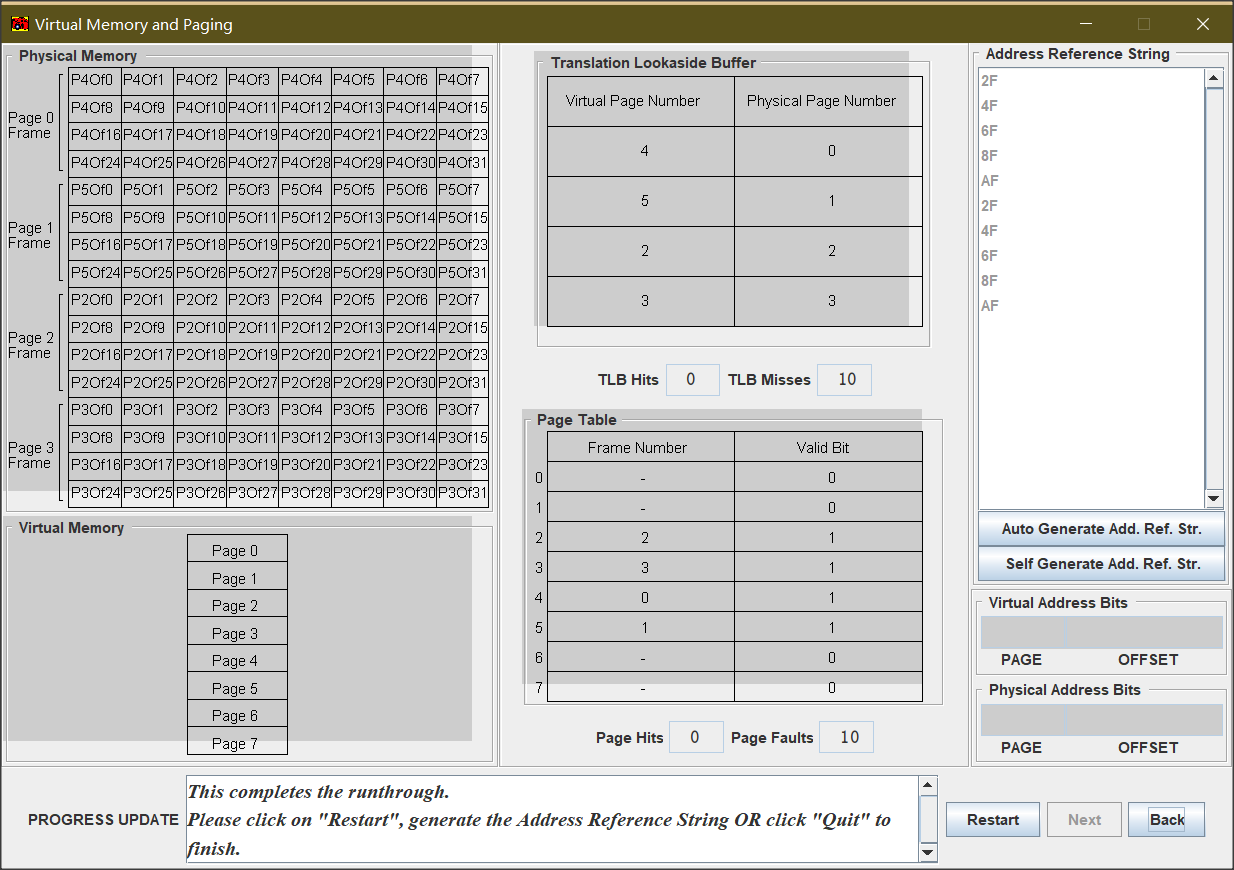 Virtual Memory and Paging
Physical Memory
Page 0
Frame
P4Of0 P4Of1 P4Of2 P4Of3 P4Of4 P4Of5 P4Of6 P4Of7
P4Of8 P4Of9 P4Of10 P4Of11 P4Of12 P4Of13 P4Of14 P4Of15
P4Of16 P4Of17 P4Of18 P4Of19 P4Of20 P4Of21 P4Of22 P4Of23
P4Of24 P4Of25 P4Of26 P4Of27 P4Of28 P4Of29 P4Of30 P4Of31
Page 1
Frame
P5Of0 P5Of1 P5Of2 P5Of3 P5Of4 P5Of5 P5Of6 P5Of7
P5Of8 P5Of9 P5Of10 P5Of11 P5Of12 P5Of13 P5Of14 P5Of15
P5Of16 P5Of17 P5Of18 P5Of19 P5Of20 P5Of21 P5Of22 P5Of23
P5Of24 P5Of25 P5Of26 P5Of27 P5Of28 P5Of29 P5Of30 P5Of31
Page 2
Frame
P2Of0 P2Of1 P2Of2 P2Of3 P2Of4 P2Of5 P2Of6 P2Of7
P2Of8 P2Of9 P2Of10 P2Of11 P2Of12 P2Of13 P2Of14 P2Of15
P2Of16 P2Of17 P2Of18 P2Of19 P2Of20 P2Of21 P2Of22 P2Of23
P2Of24 P2Of25 P2Of26 P2Of27 P2Of28 P2Of29 P2Of30 P2Of31
Page 3
Frame
P3Of0 P3Of1 P3Of2 P3Of3 P3Of4 P3Of5 P3Of6 P3Of7
P3Of8 P3Of9 P3Of10 P3Of11 P3Of12 P3Of13 P3Of14 P3Of15
P3Of16 P3Of17 P3Of18 P3Of19 P3Of20 P3Of21 P3Of22 P3Of23
P3Of24 P3Of25 P3Of26 P3Of27 P3Of28 P3Of29 P3Of30 P3Of31
Virtual Memory
Page 0
Page 1
Page 2
Page 3
Page 4
Page 5
Page 6
Page 7
Translation Lookaside Buffer
Virtual Page Number Physical Page Number
4 0
5 1
2 2
3 3
TLB Hits 0 TLB Misses 10
Page Table
Frame Number Valid Bit
0 - 0
1 - 0
2 2 1
3 3 1
4 0 1
5 1 1
6 - 0
7 - 0
Page Hits 0 Page Faults 10
Address Reference String
2F
4F
6F
8F
AF
2F
4F
6F
8F
AF
Auto Generate Add. Ref. Str.
Self Generate Add. Ref. Str.
Virtual Address Bits
PAGE OFFSET
Physical Address Bits
PAGE OFFSET
PROGRESS UPDATE
This completes the runthrough.
Please click on "Restart", generate the Address Reference String OR click "Quit" to
finish.
Restart Next Back